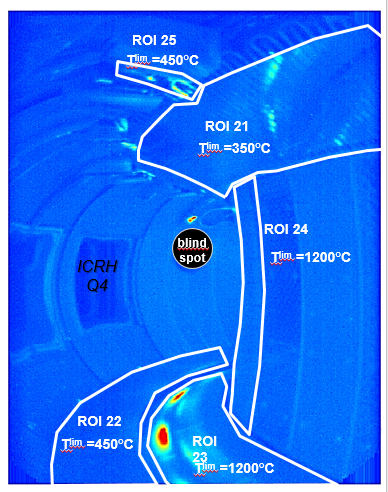 ROI 25
Tlim=450°C
ROI 21
Tlim=350°C
ROI 24
Tlim=1200°C
blind
spot
ICRH
Q4
ROI 22
Tlim=450°C
ROI
23
Tlim=1200°C